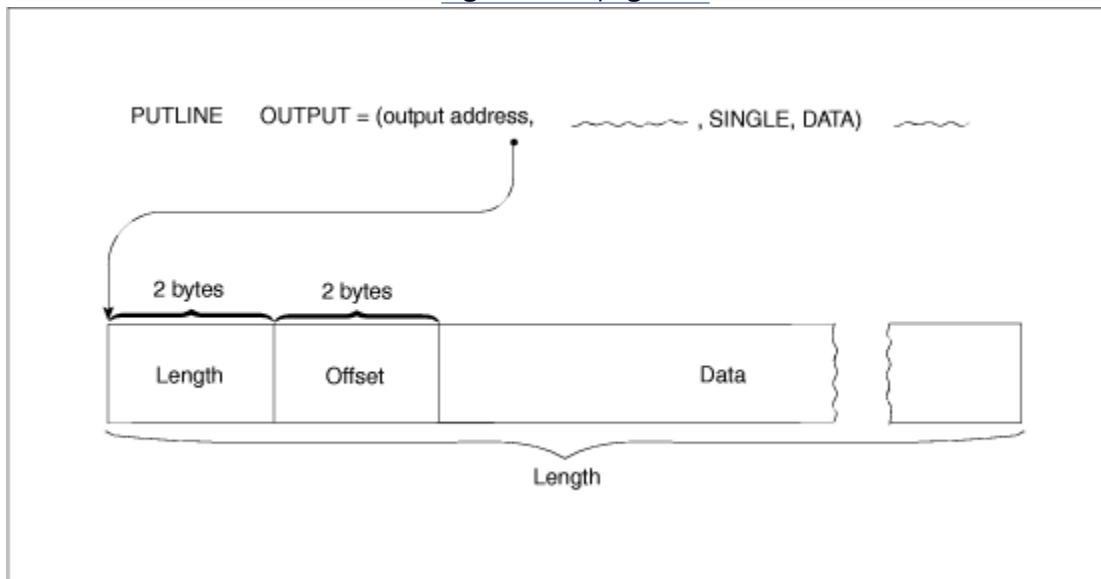 PUTLINE OUTPUT = (output address, , SINGLE, DATA)
2 bytes 2 bytes
Length Offset Data
Length